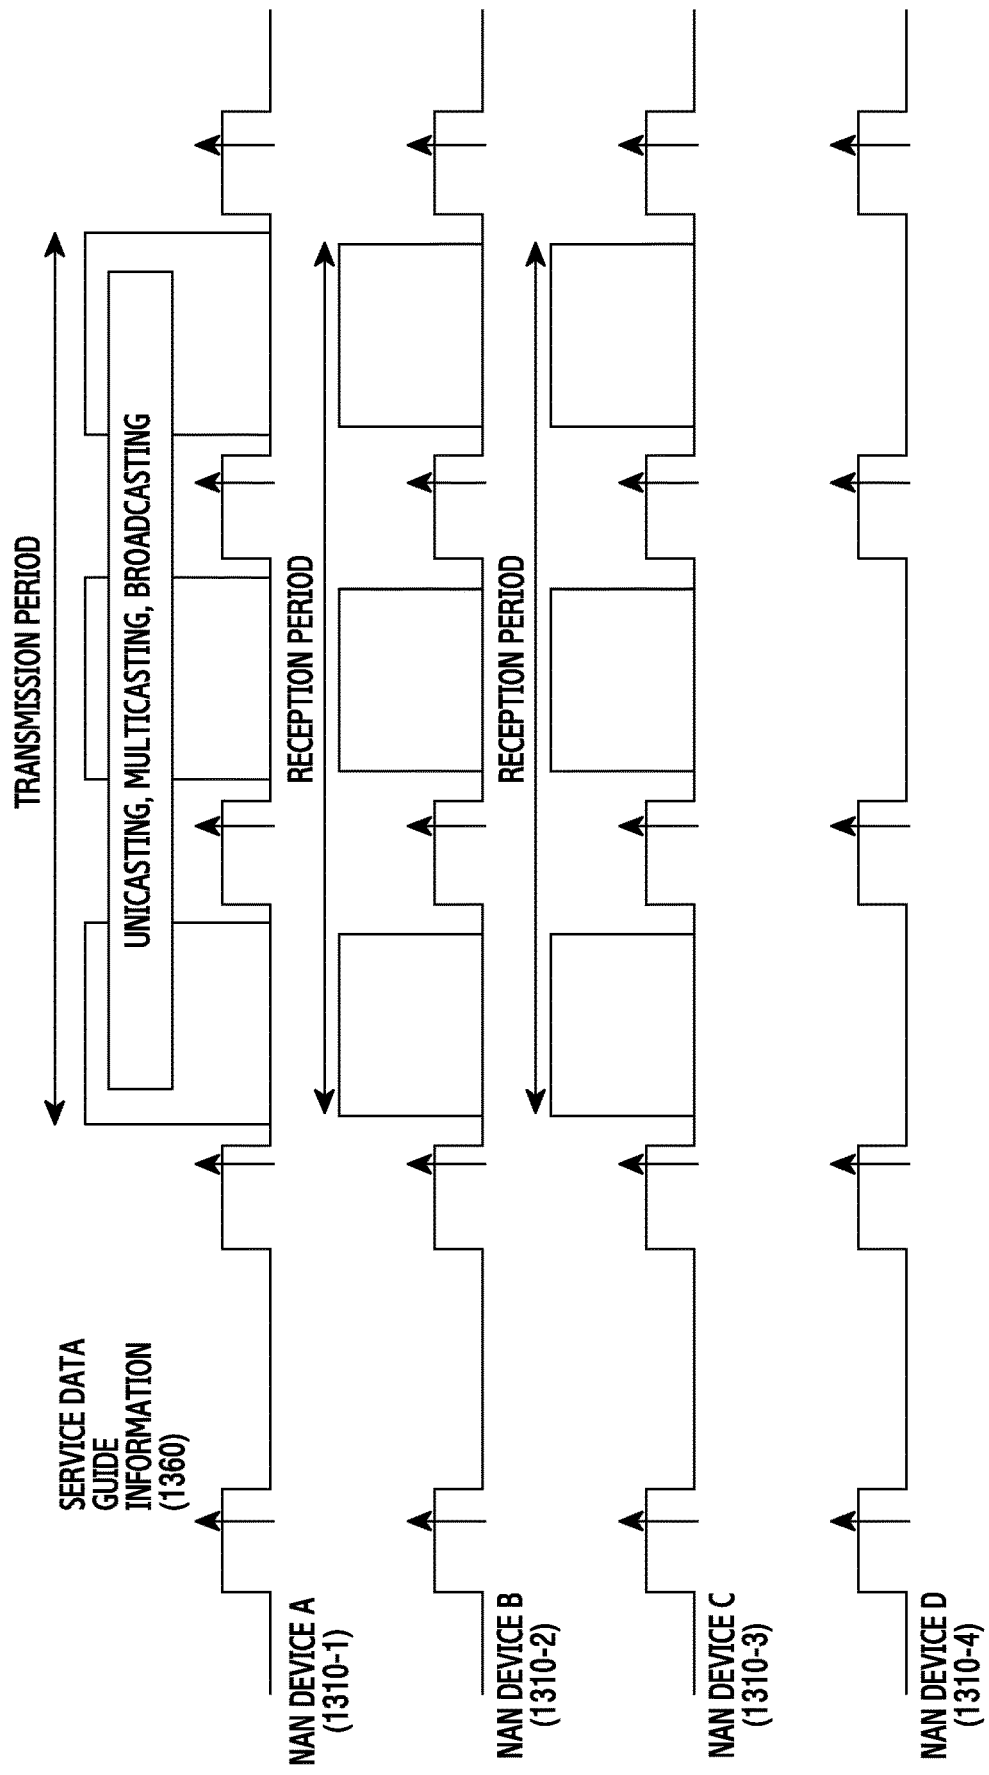 TRANSMISSION PERIOD
SERVICE DATA
GUIDE
INFORMATION
(1360)
UNICASTING, MULTICASTING, BROADCASTING
NAN DEVICE A
(1310-1)
RECEPTION PERIOD
NAN DEVICE B
(1310-2)
RECEPTION PERIOD
NAN DEVICE C
(1310-3)
NAN DEVICE D
(1310-4)